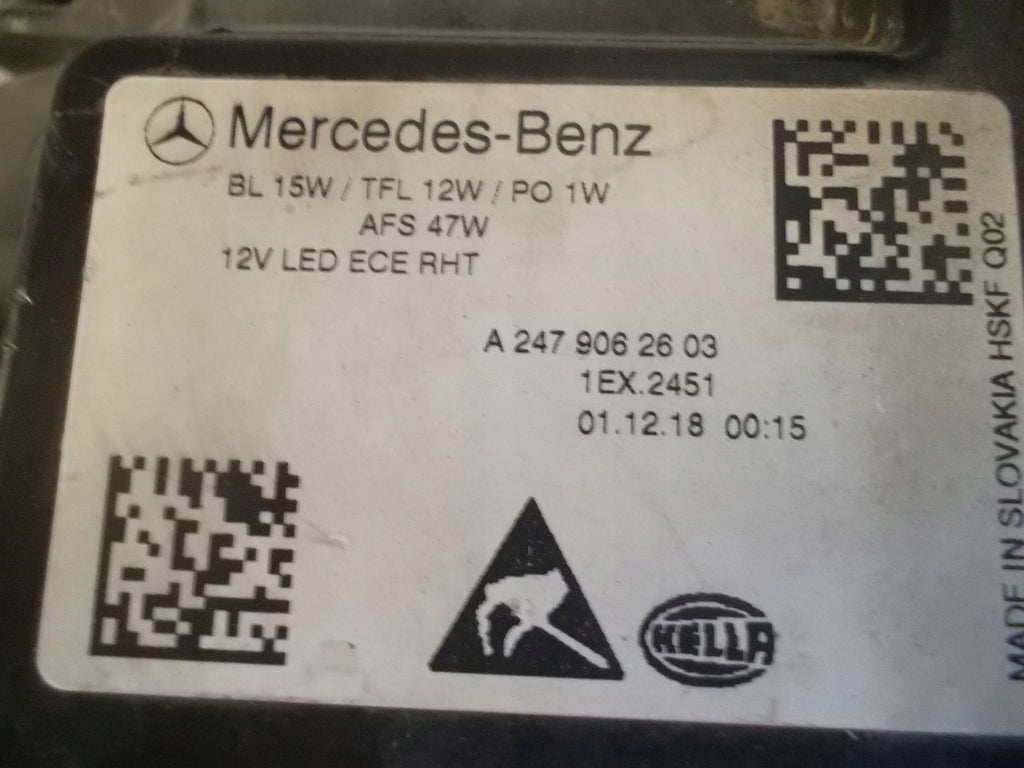 Mercedes-Benz
BL 15W / TFL 12W / PO 1W
AFS 47W
12V LED ECE RHT
A 247 906 26 03
1EX.2451
01.12.18 00:15
HELLA
MADE IN SLOVAKIA HSKF Q02